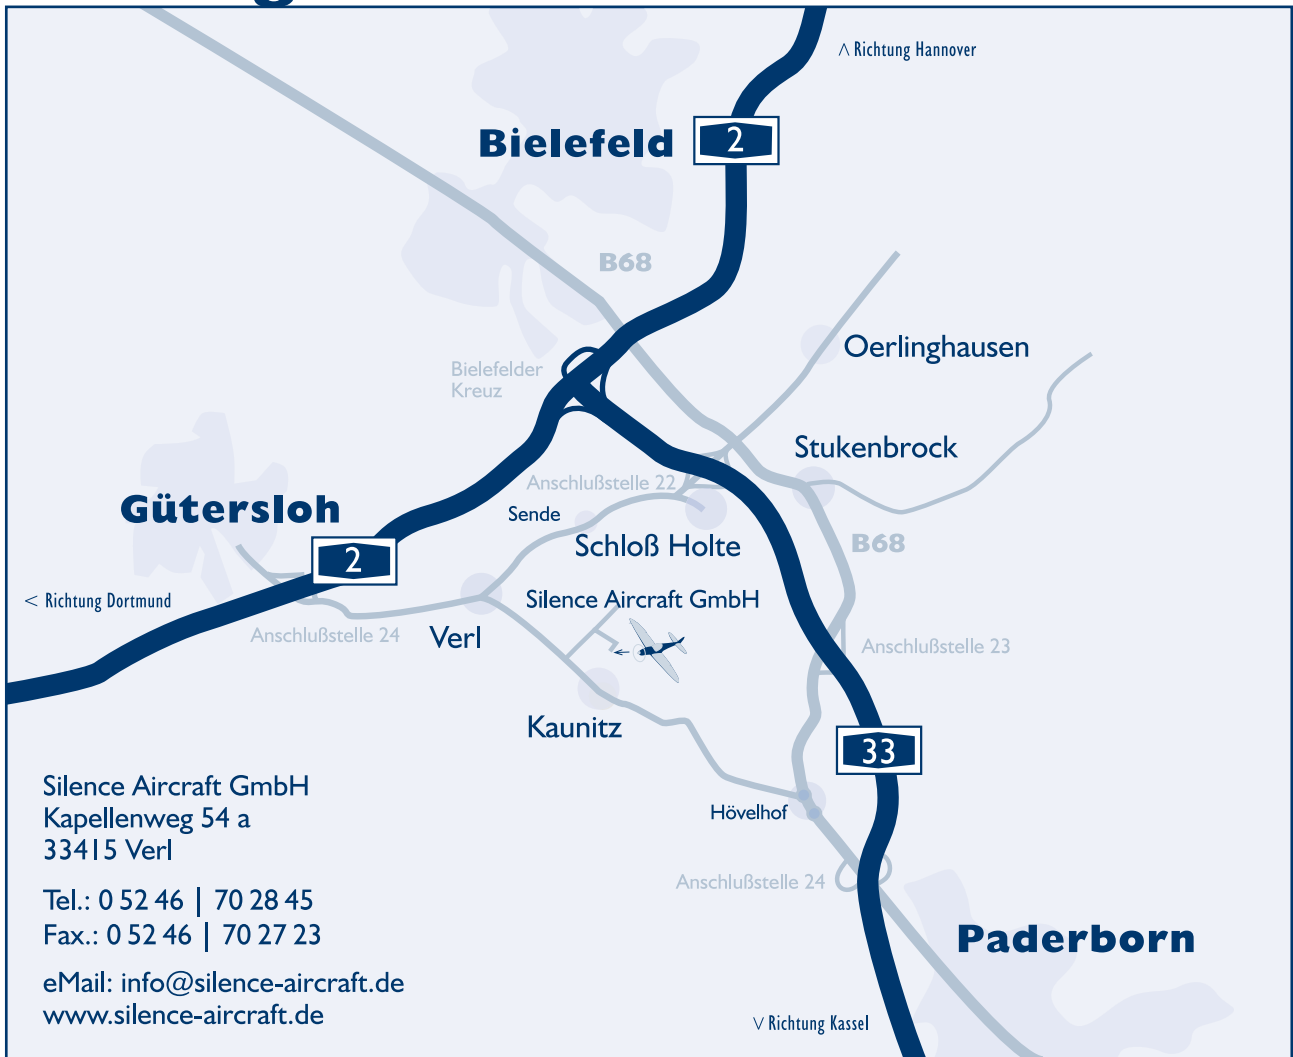 ∧ Richtung Hannover
Bielefeld
2
B68
Oerlinghausen
Bielefelder
Kreuz
Stukenbrock
Anschlußstelle 22
Gütersloh
Sende
Schloß Holte
B68
2
< Richtung Dortmund
Silence Aircraft GmbH
Anschlußstelle 24
Verl
Anschlußstelle 23
Kaunitz
33
Silence Aircraft GmbH
Kapellenweg 54 a
33415 Verl
Hövelhof
Tel.: 0 52 46 | 70 28 45
Fax.: 0 52 46 | 70 27 23
Anschlußstelle 24
Paderborn
eMail: info@silence-aircraft.de
www.silence-aircraft.de
∨ Richtung Kassel